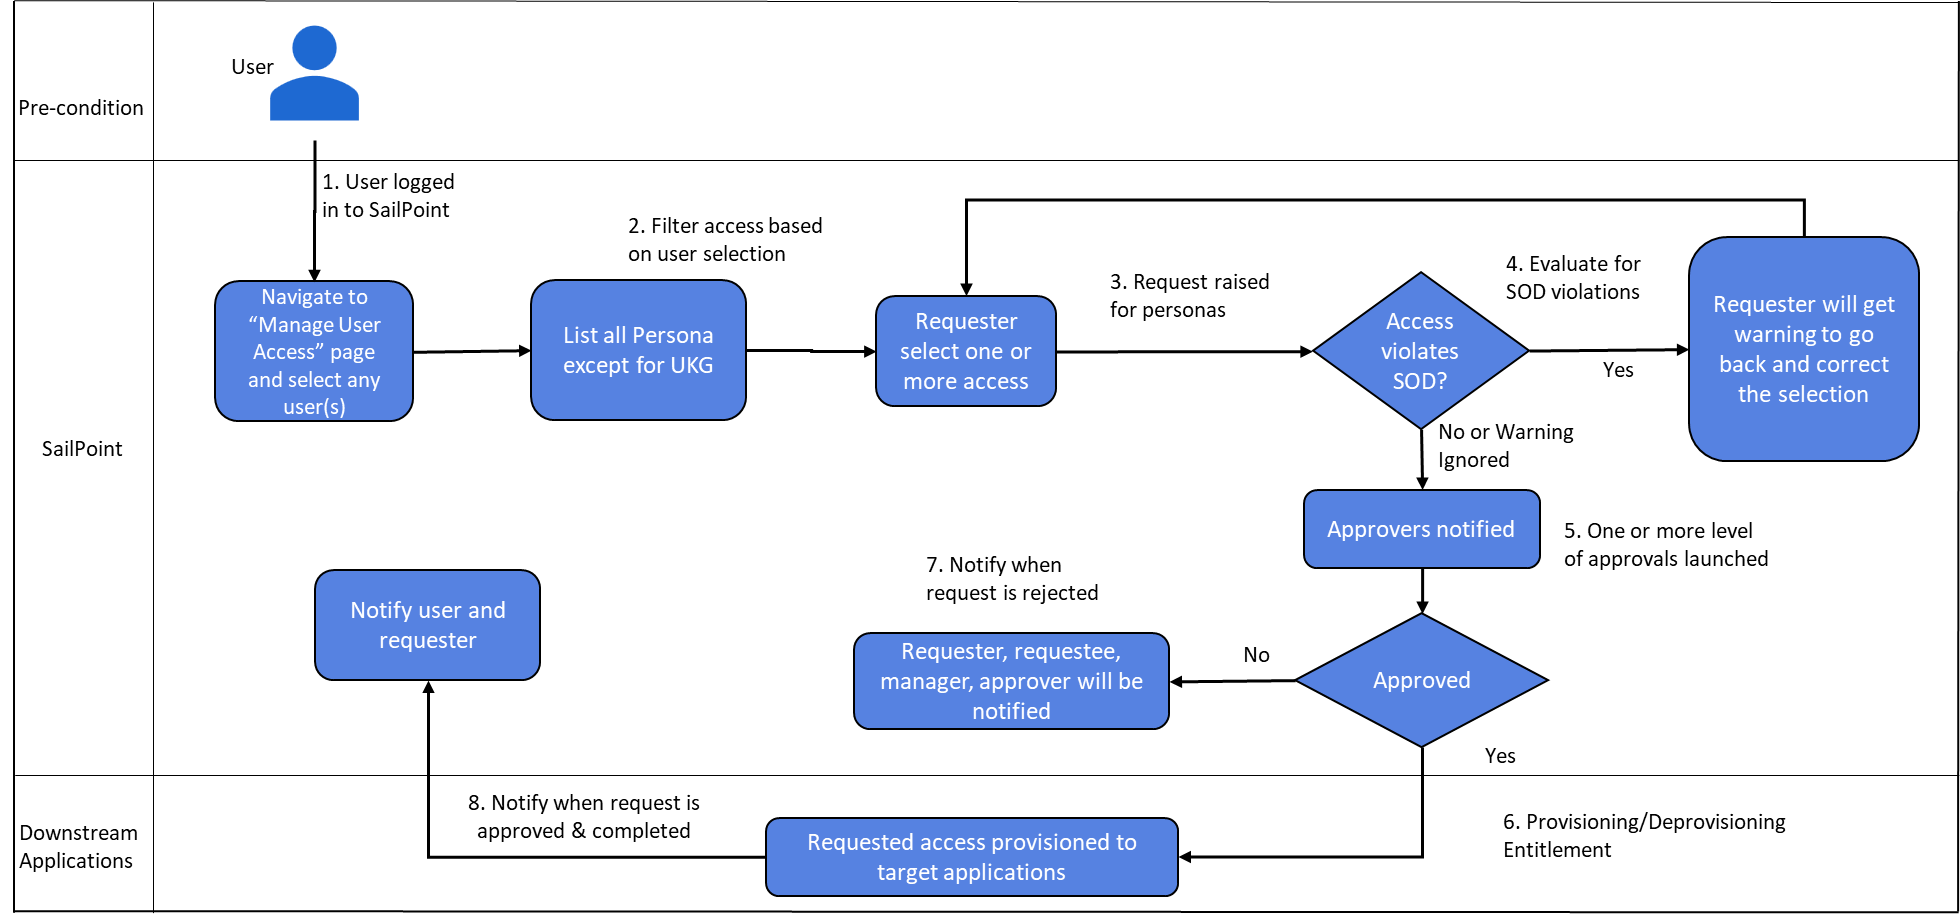 User
Pre-condition
1. User logged
in to SailPoint
2. Filter access based
on user selection
Navigate to
“Manage User
Access” page
and select any
user(s)
List all Persona
except for UKG
Requester
select one or
more access
3. Request raised
for personas
Access
violates
SOD?
4. Evaluate for
SOD violations
Yes
Requester will get
warning to go
back and correct
the selection
No or Warning
Ignored
SailPoint
Approvers notified
5. One or more level
of approvals launched
7. Notify when
request is rejected
Notify user and
requester
Requester, requestee,
manager, approver will be
notified
No
Approved
Yes
Downstream
Applications
8. Notify when request is
approved & completed
Requested access provisioned to
target applications
6. Provisioning/Deprovisioning
Entitlement